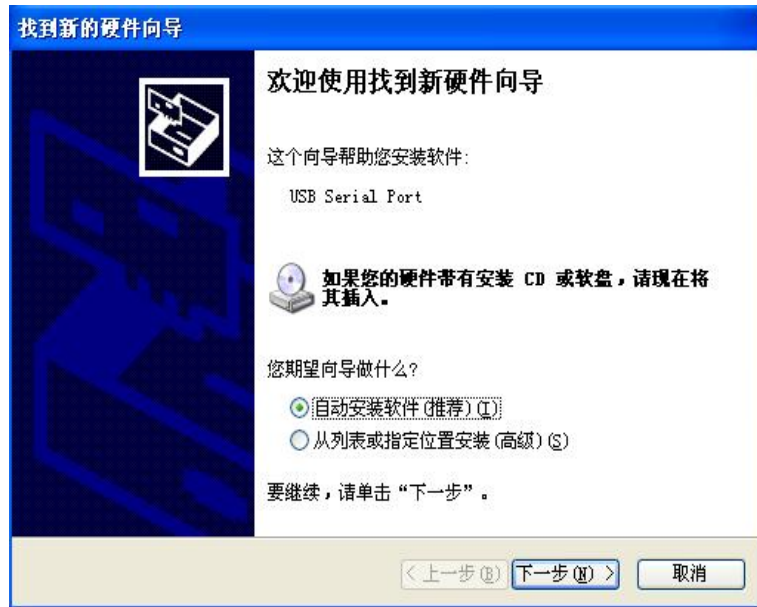 找到新的硬件向导
欢迎使用找到新硬件向导
这个向导帮助您安装软件:
USB Serial Port
如果您的硬件带有安装 CD 或软盘，请现在将
其插入。
您期望向导做什么?
自动安装软件(推荐)(I)
从列表或指定位置安装(高级)(S)
要继续，请单击“下一步”。
< 上一步(B) 下一步(N) > 取消